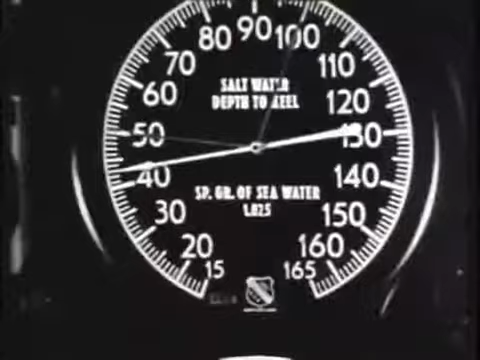 80 90 100
70 110
60 120
SALT WATER
DEPTH TO KEEL
50 130
40 140
SP. GR. OF SEA WATER
1.025
30 150
20 160
15 165